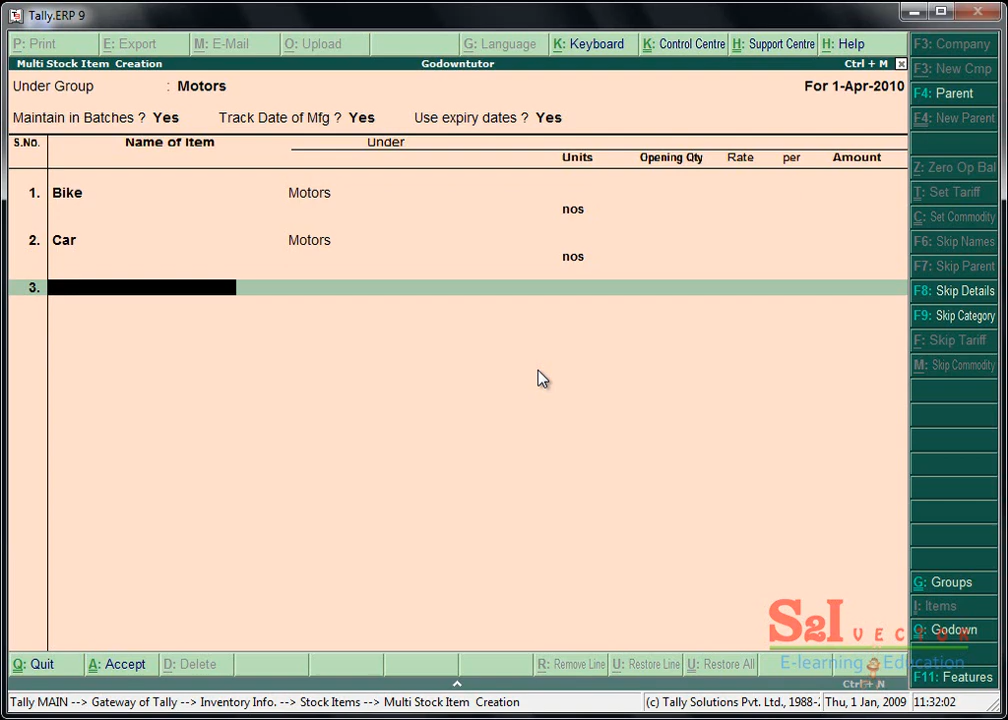 Tally.ERP 9
P: Print E: Export M: E-Mail O: Upload G: Language K: Keyboard K: Control Centre H: Support Centre H: Help
F3: Company
Multi Stock Item Creation Godowntutor Ctrl + M
F3: New Cmp
Under Group : Motors For 1-Apr-2010
F4: Parent
Maintain in Batches ? Yes Track Date of Mfg ? Yes Use expiry dates ? Yes
F4: New Parent
S.No. Name of Item Under
Units Opening Qty Rate per Amount
Z: Zero Op Bal
1. Bike Motors
T: Set Tariff
nos
C: Set Commodity
2. Car Motors
F6: Skip Names
nos
F7: Skip Parent
3.
F8: Skip Details
F9: Skip Category
F: Skip Tariff
M: Skip Commodity
G: Groups
I: Items
O: Godown
S2I VECTOR
E-learning Education
Q: Quit A: Accept D: Delete R: Remove Line U: Restore Line U: Restore All
F11: Features
Ctrl + N
Tally MAIN --> Gateway of Tally --> Inventory Info. --> Stock Items --> Multi Stock Item Creation (c) Tally Solutions Pvt. Ltd., 1988-2 Thu, 1 Jan, 2009 11:32:02